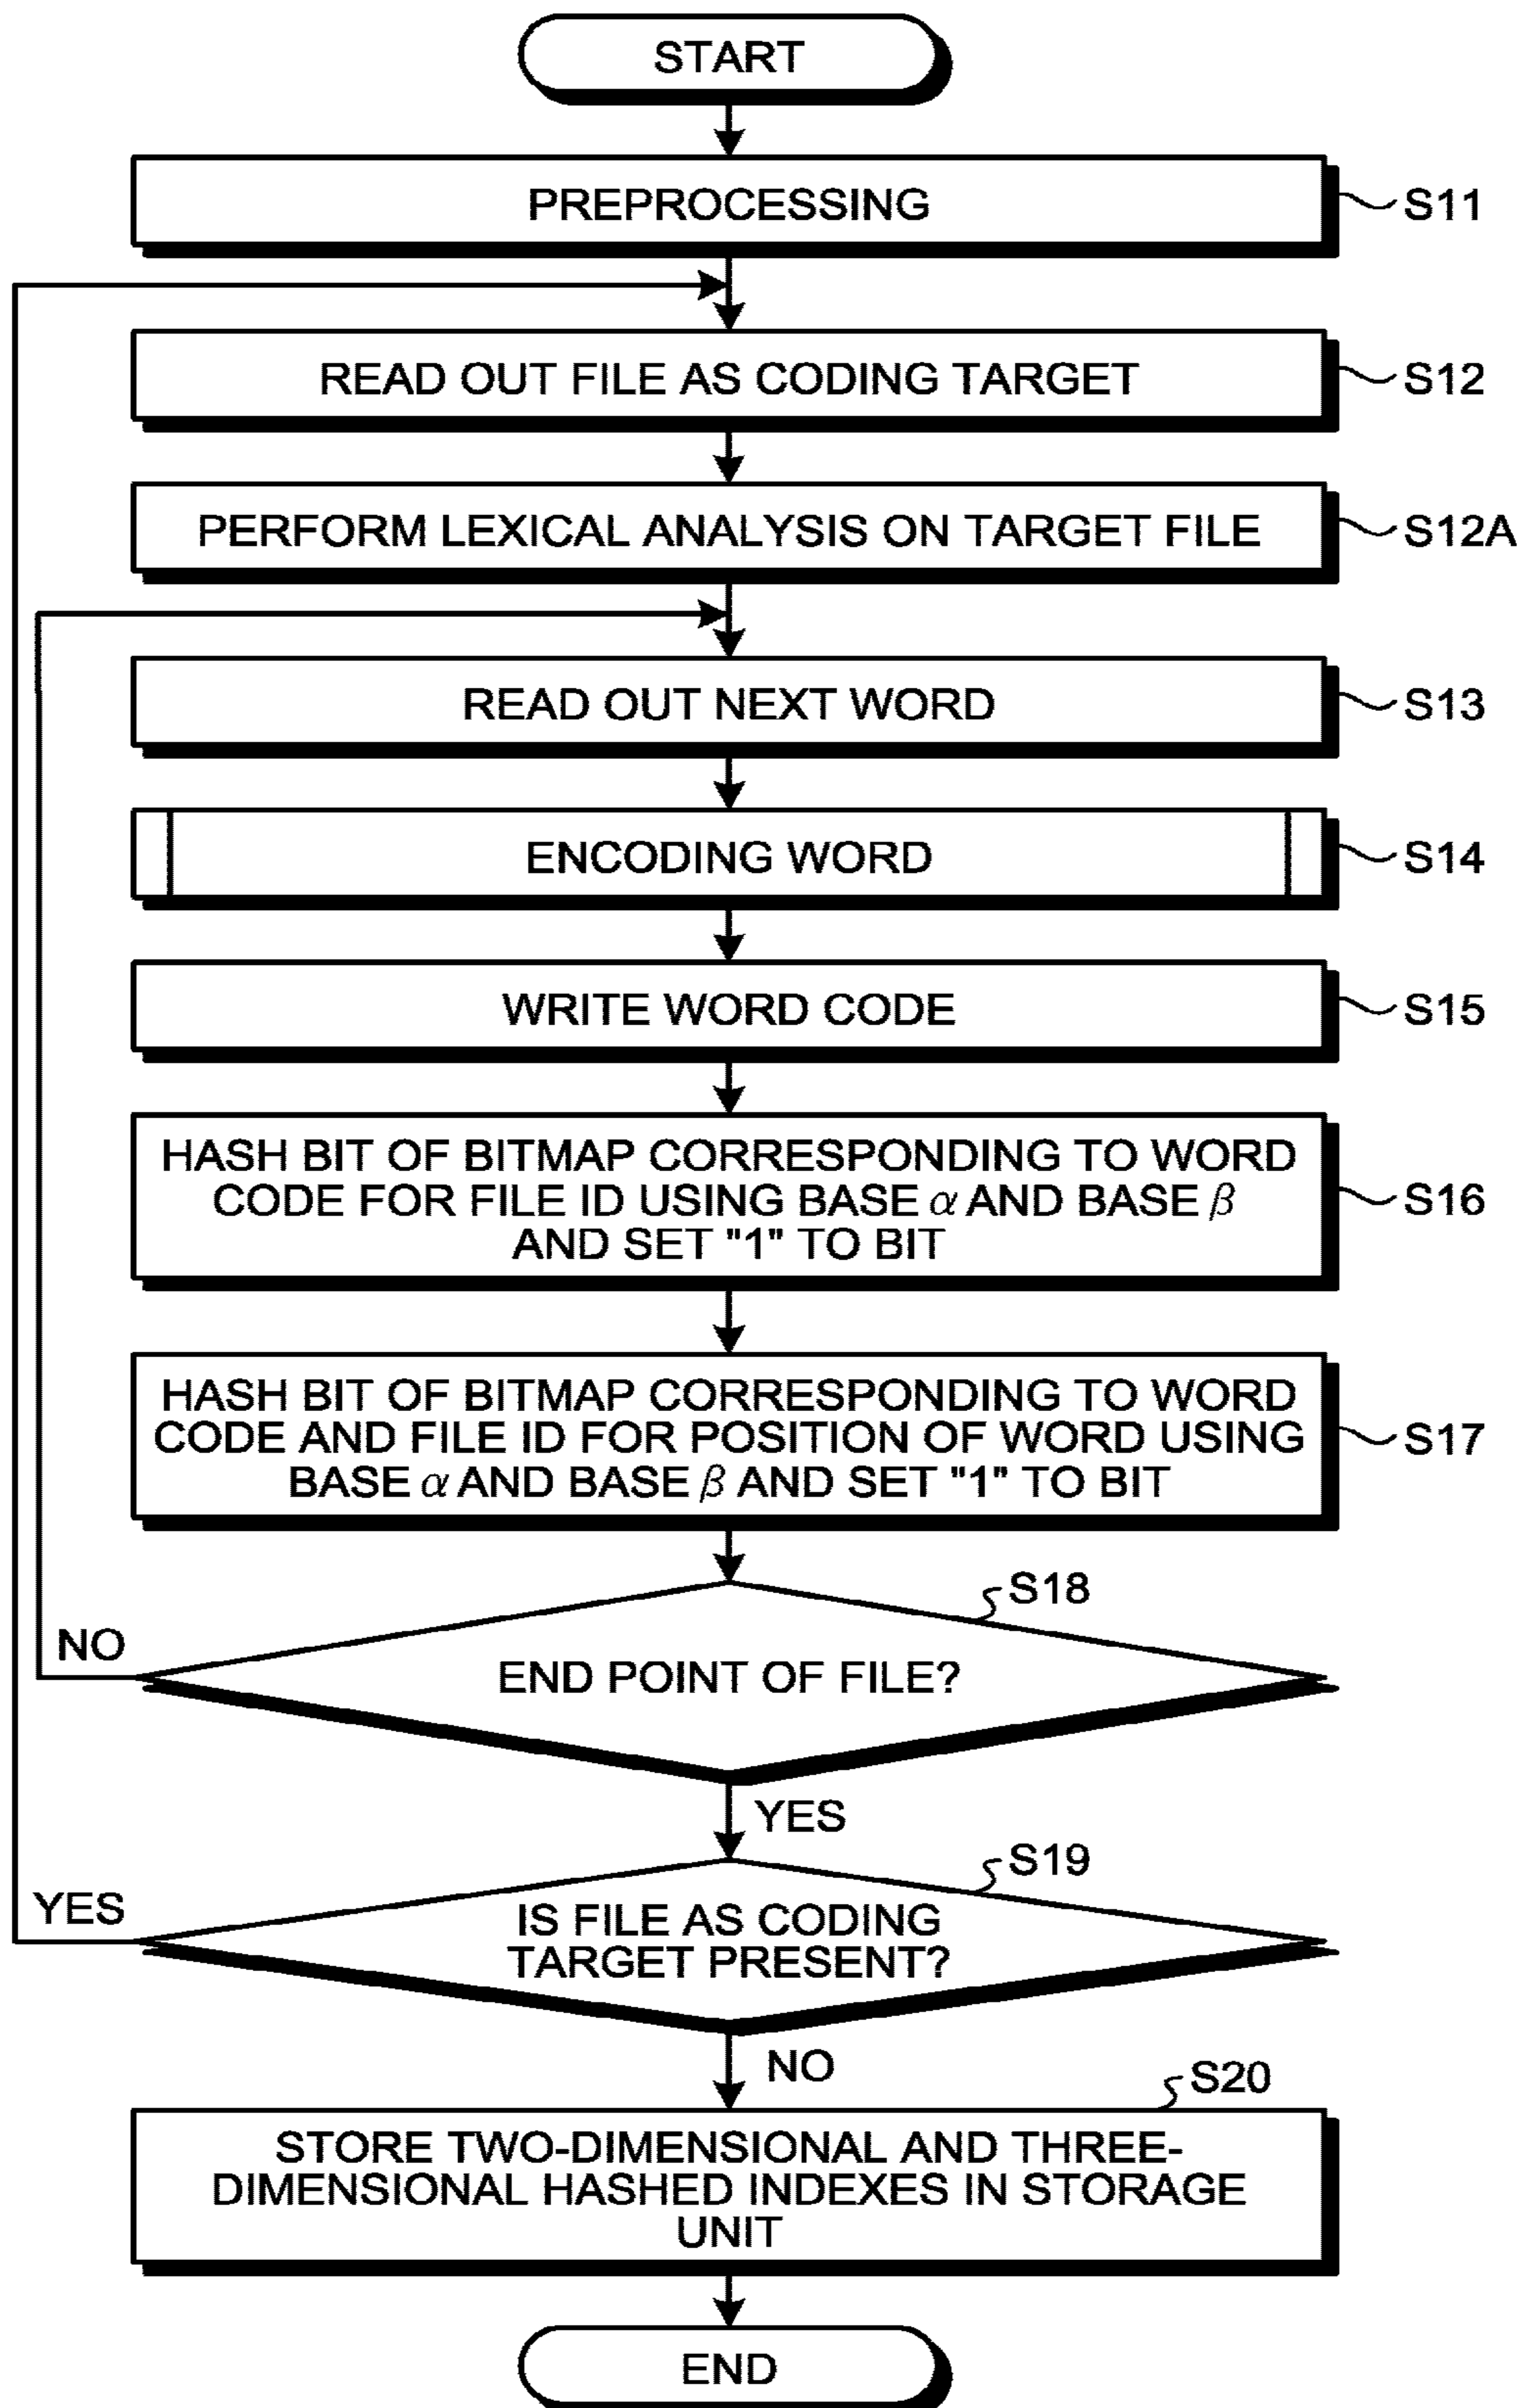 START
PREPROCESSING
S11
READ OUT FILE AS CODING TARGET
S12
PERFORM LEXICAL ANALYSIS ON TARGET FILE
S12A
READ OUT NEXT WORD
S13
ENCODING WORD
S14
WRITE WORD CODE
S15
HASH BIT OF BITMAP CORRESPONDING TO WORD
CODE FOR FILE ID USING BASE α AND BASE β
AND SET "1" TO BIT
S16
HASH BIT OF BITMAP CORRESPONDING TO WORD
CODE AND FILE ID FOR POSITION OF WORD USING
BASE α AND BASE β AND SET "1" TO BIT
S17
S18
NO
END POINT OF FILE?
YES
S19
YES
IS FILE AS CODING
TARGET PRESENT?
NO
S20
STORE TWO-DIMENSIONAL AND THREE-
DIMENSIONAL HASHED INDEXES IN STORAGE
UNIT
END